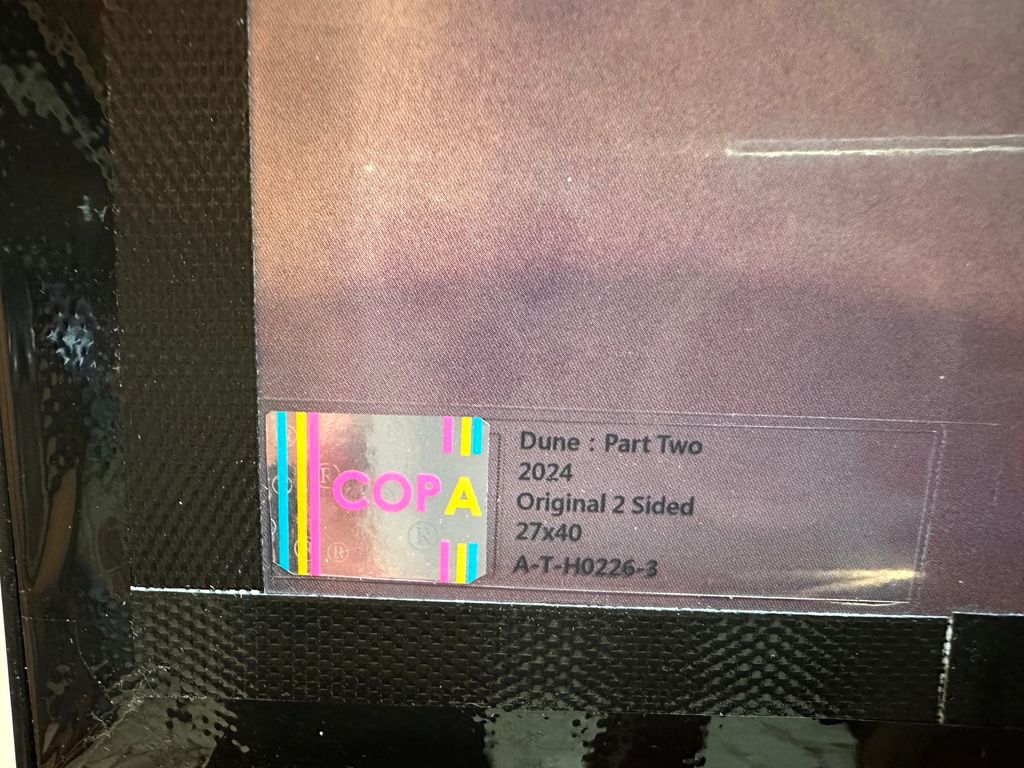 COPA
Dune : Part Two
2024
Original 2 Sided
27x40
A-T-H0226-3
®
®
®